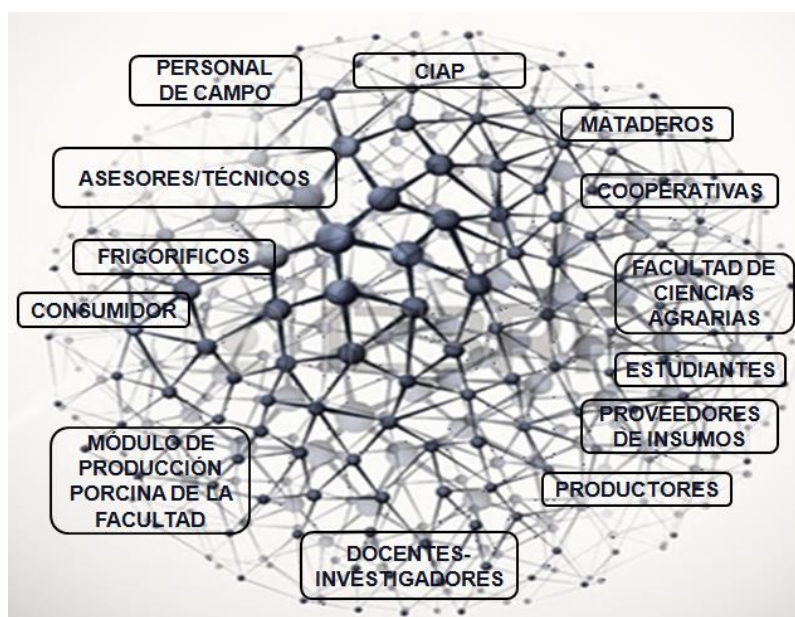 PERSONAL
DE CAMPO
CIAP
MATADEROS
ASESORES/TÉCNICOS
COOPERATIVAS
FRIGORIFICOS
FACULTAD DE
CIENCIAS
AGRARIAS
CONSUMIDOR
ESTUDIANTES
PROVEEDORES
DE INSUMOS
MÓDULO DE
PRODUCCIÓN
PORCINA DE LA
FACULTAD
PRODUCTORES
DOCENTES-
INVESTIGADORES